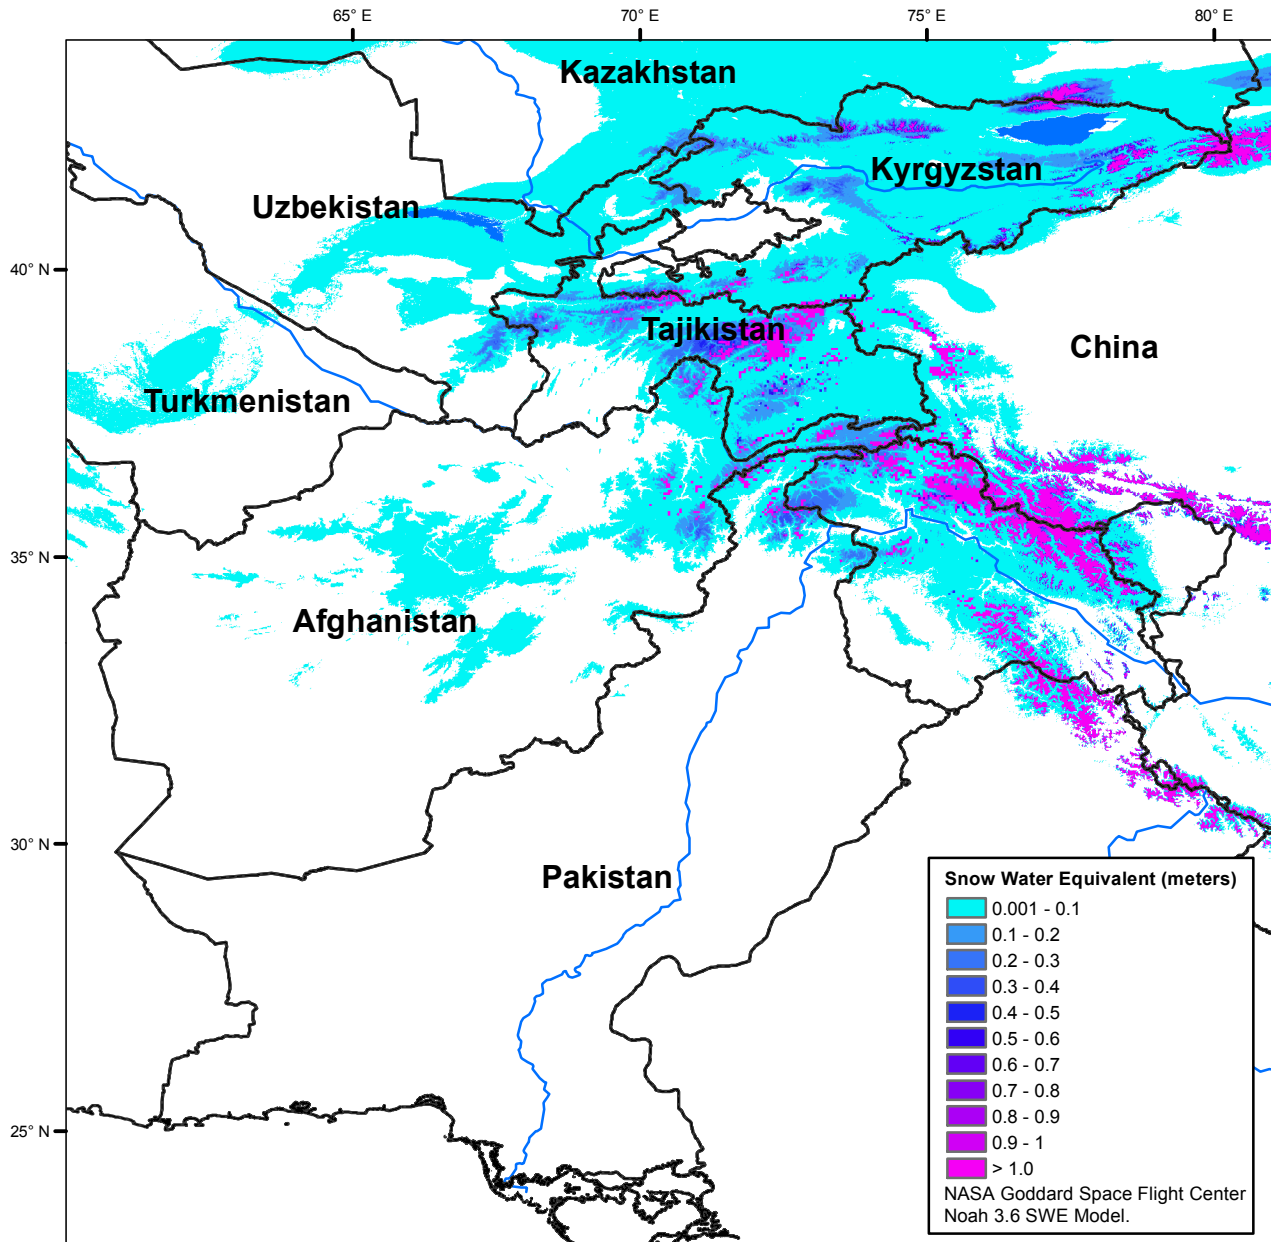 65° E
70° E
75° E
80° E
Kazakhstan
Kyrgyzstan
Uzbekistan
40° N
Tajikistan
China
Turkmenistan
35° N
Afghanistan
30° N
Pakistan
25° N
Snow Water Equivalent (meters)
0.001 - 0.1
0.1 - 0.2
0.2 - 0.3
0.3 - 0.4
0.4 - 0.5
0.5 - 0.6
0.6 - 0.7
0.7 - 0.8
0.8 - 0.9
0.9 - 1
> 1.0
NASA Goddard Space Flight Center
Noah 3.6 SWE Model.